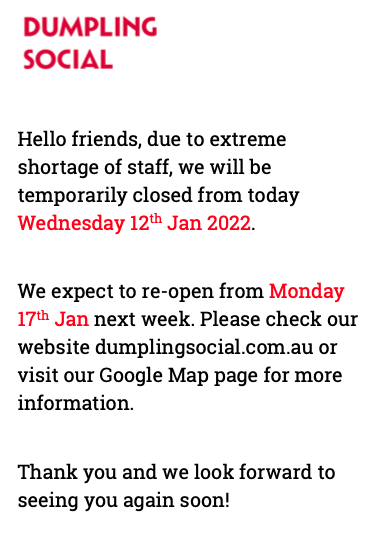 DUMPLING
SOCIAL
Hello friends, due to extreme
shortage of staff, we will be
temporarily closed from today
Wednesday 12th Jan 2022.
We expect to re-open from Monday
17th Jan next week. Please check our
website dumplingsocial.com.au or
visit our Google Map page for more
information.
Thank you and we look forward to
seeing you again soon!